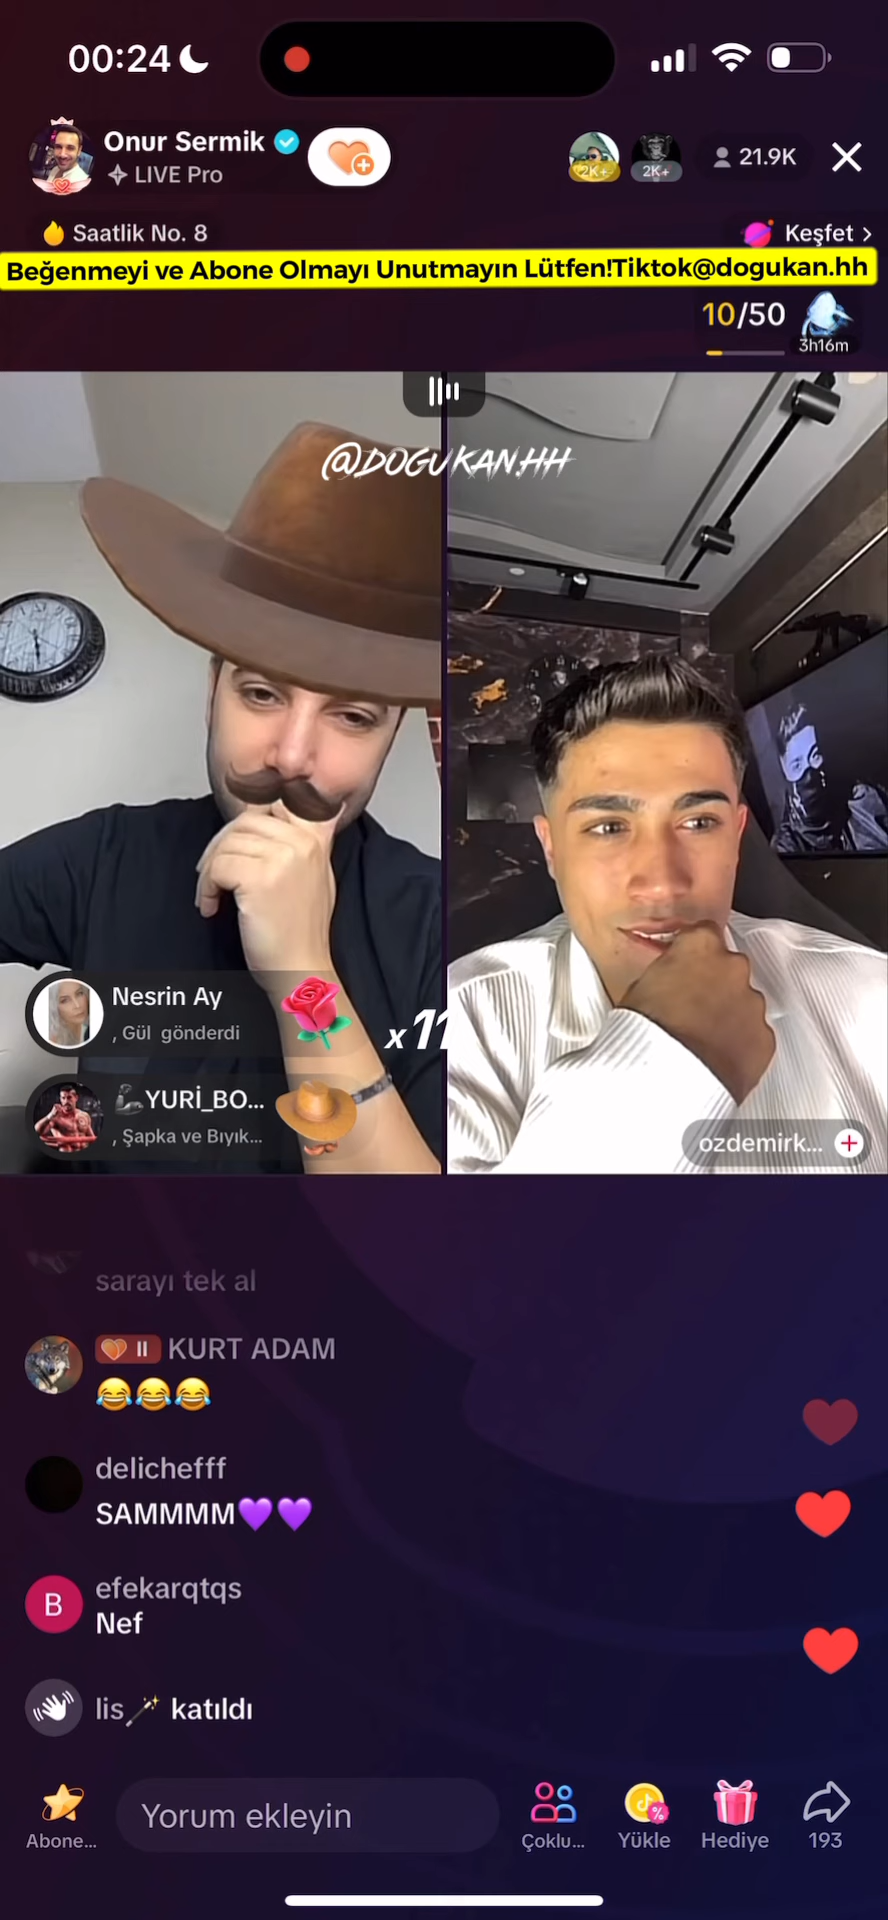 00:24
Onur Sermik
LIVE Pro
2K+
2K+
21.9K
Saatlik No. 8
Keşfet >
Beğenmeyi ve Abone Olmayı Unutmayın Lütfen!Tiktok@dogukan.hh
10/50
3h16m
@DOGUKAN.HH
Nesrin Ay
, Gül gönderdi
x11
YURİ_BO...
, Şapka ve Bıyık...
ozdemirk...
sarayı tek al
II KURT ADAM
😂😂😂
delichefff
SAMMMM💜💜
B
efekarqtqs
Nef
lis🪄 katıldı
Yorum ekleyin
Abone...
Çoklu...
Yükle
Hediye
193